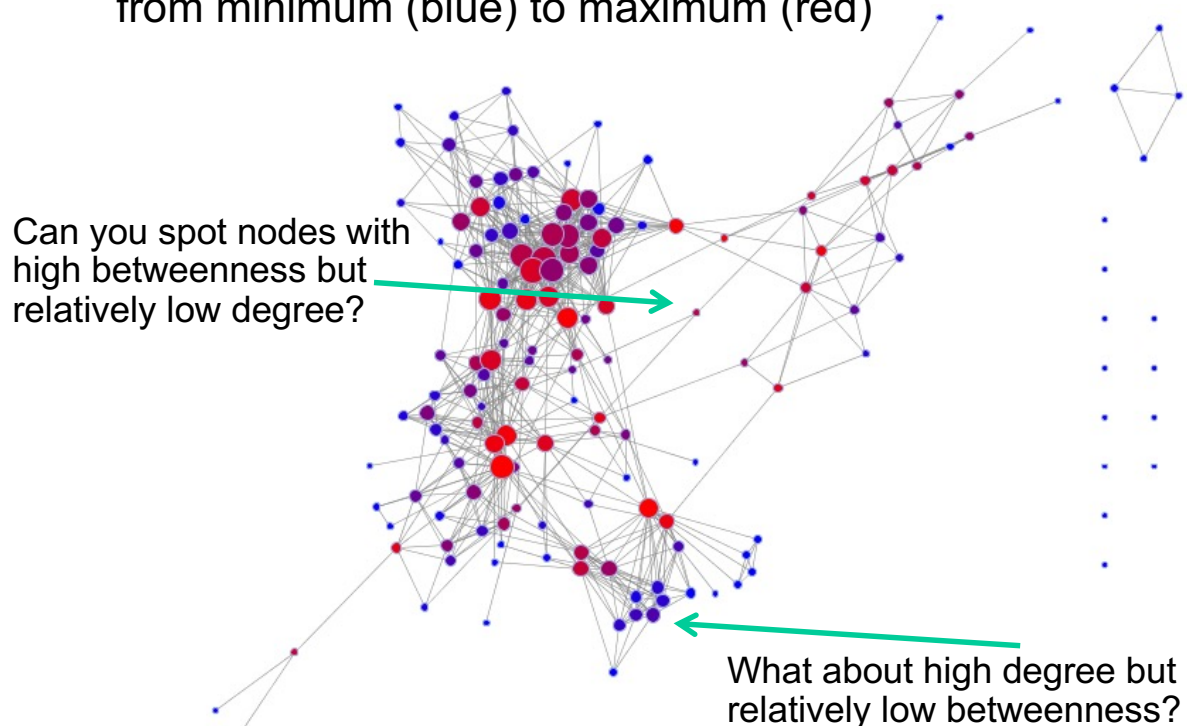 from minimum (blue) to maximum (red)
Can you spot nodes with
high betweenness but
relatively low degree?
What about high degree but
relatively low betweenness?